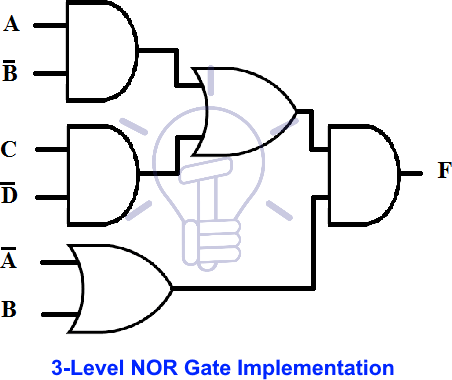 A
B̅
C
F
D̅
A̅
B
3-Level NOR Gate Implementation